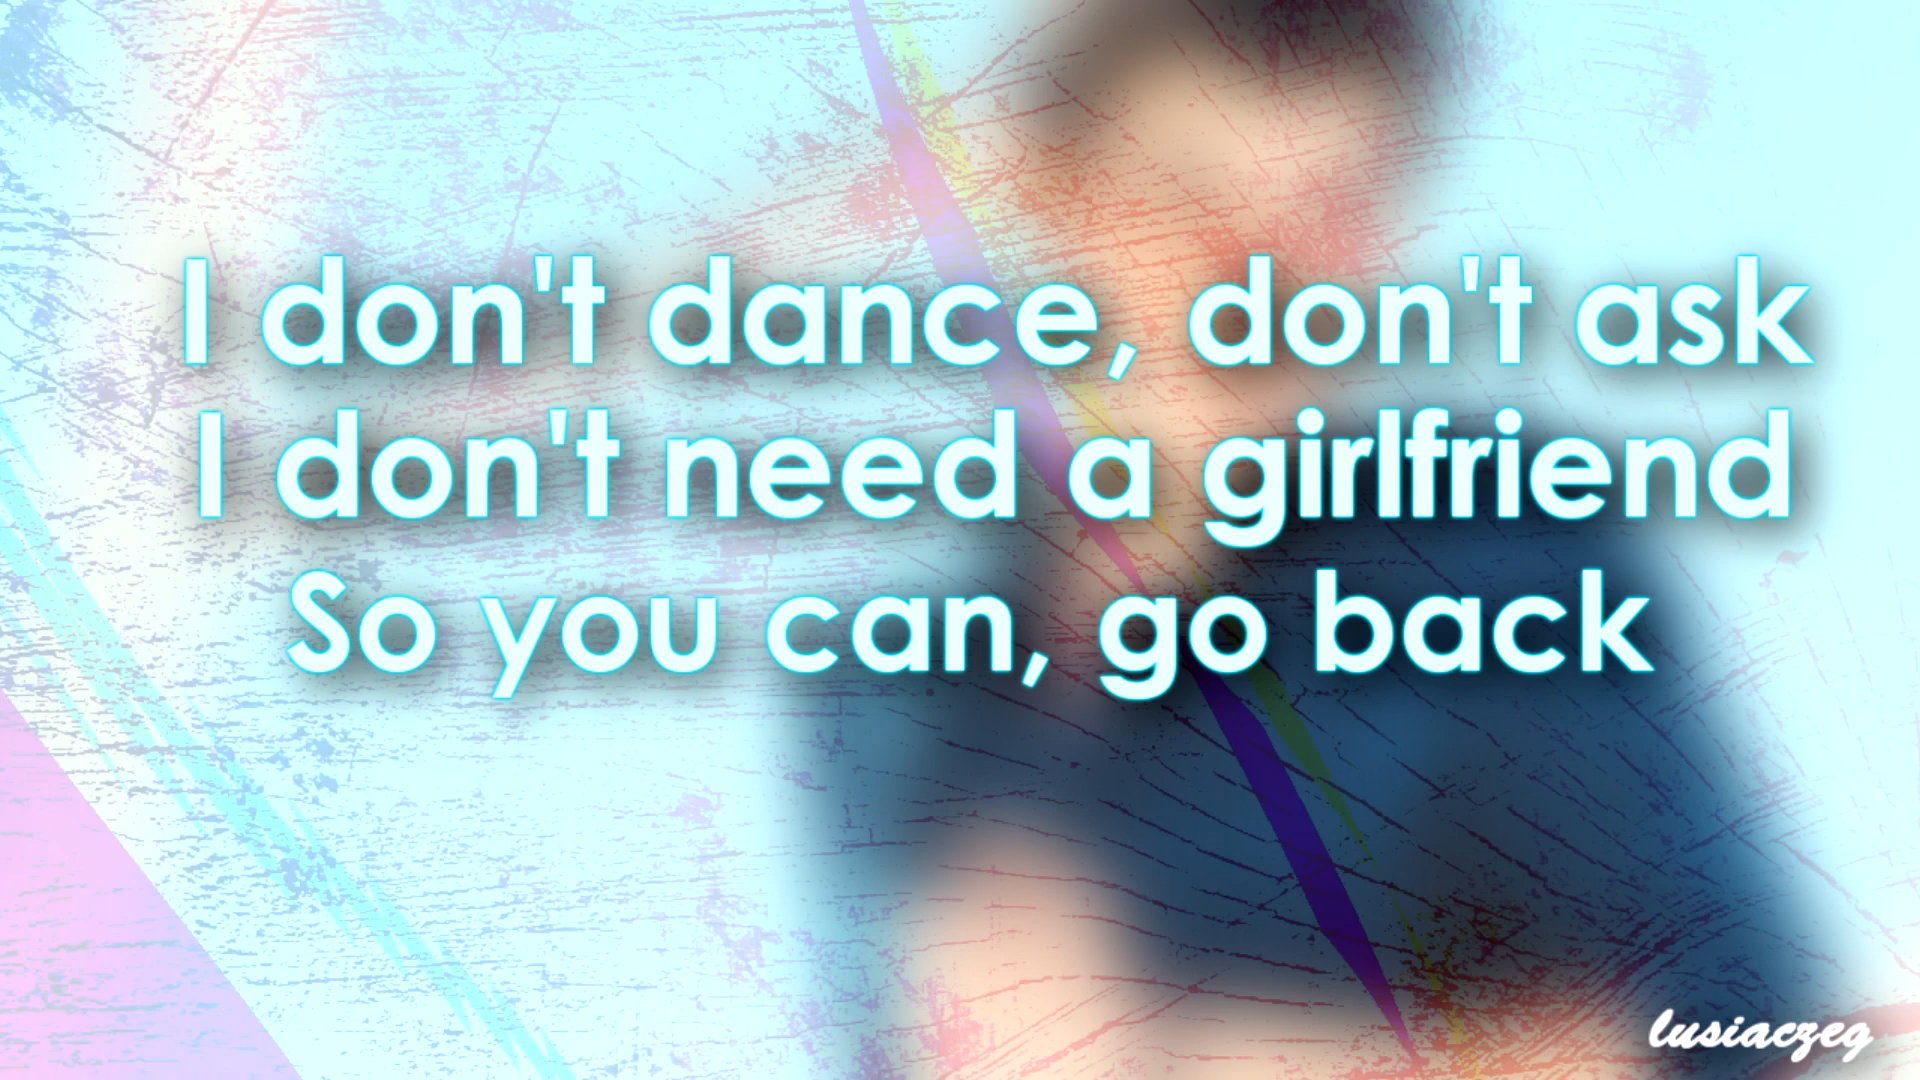 I don't dance, don't ask
I don't need a girlfriend
So you can, go back
lusiaczeg